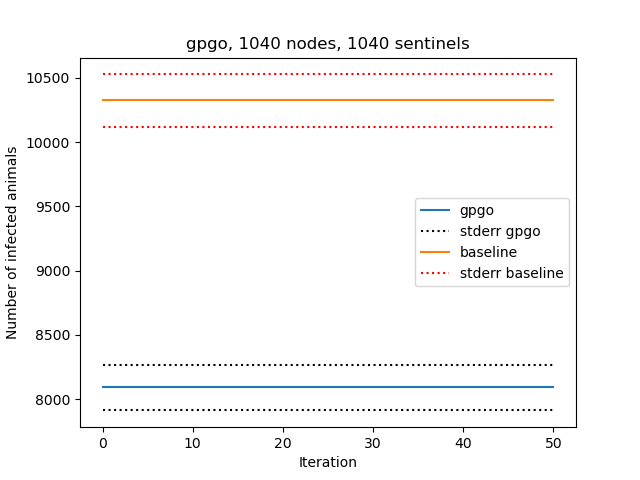 gpgo, 1040 nodes, 1040 sentinels
10500
10000
9500
9000
8500
8000
Number of infected animals
gpgo
stderr gpgo
baseline
stderr baseline
0 10 20 30 40 50
Iteration